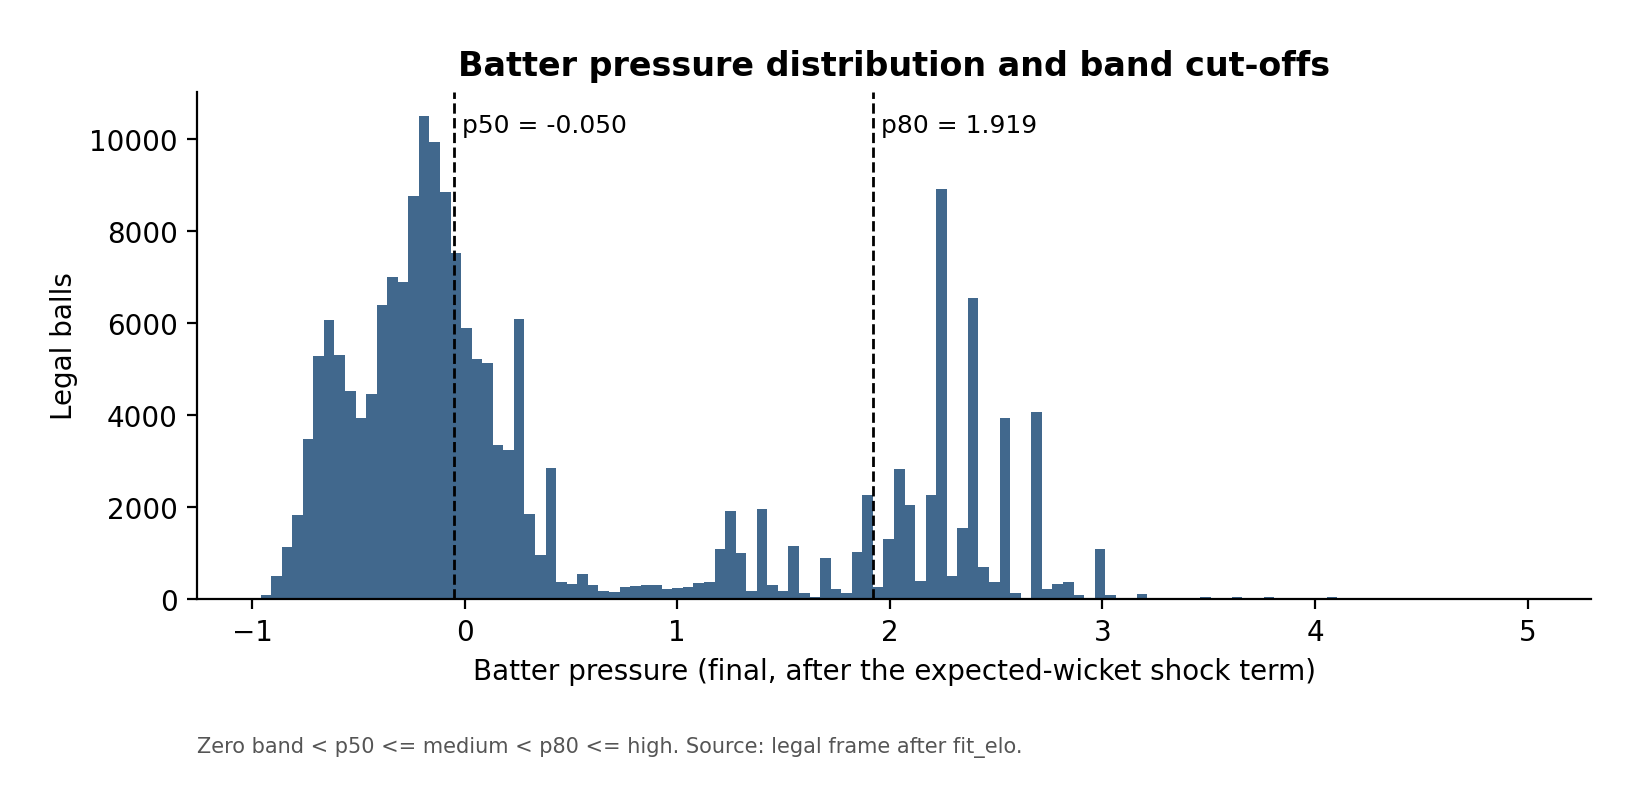 Batter pressure distribution and band cut-offs
p50 = -0.050
p80 = 1.919
10000
8000
6000
4000
2000
0
Legal balls
−1
0
1
2
3
4
5
Batter pressure (final, after the expected-wicket shock term)
Zero band < p50 <= medium < p80 <= high. Source: legal frame after fit_elo.